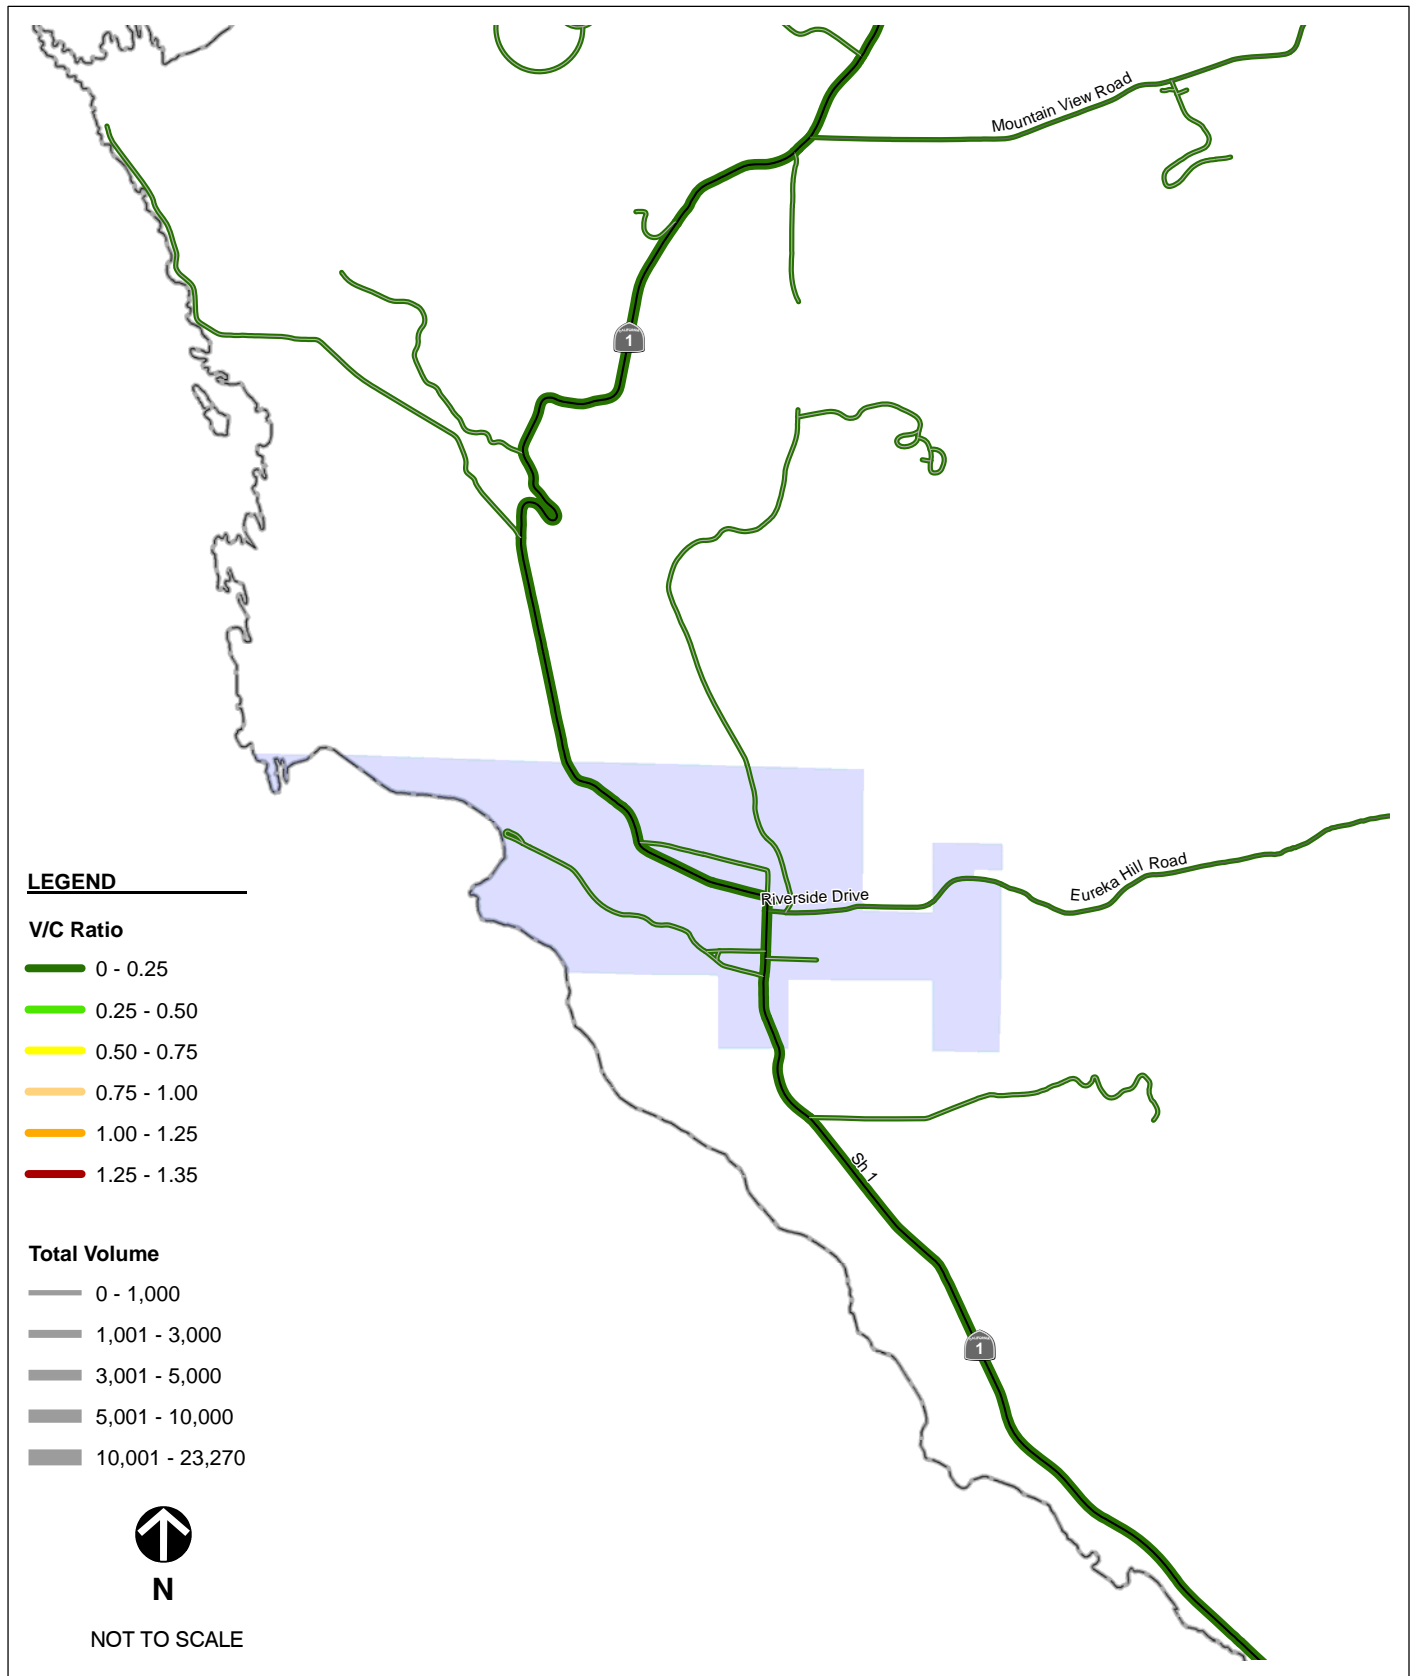 Mountain View Road
1
Riverside Drive
Eureka Hill Road
LEGEND
V/C Ratio
0 - 0.25
0.25 - 0.50
0.50 - 0.75
0.75 - 1.00
1.00 - 1.25
1.25 - 1.35
Sh 1
Total Volume
0 - 1,000
1,001 - 3,000
3,001 - 5,000
5,001 - 10,000
10,001 - 23,270
1
N
NOT TO SCALE